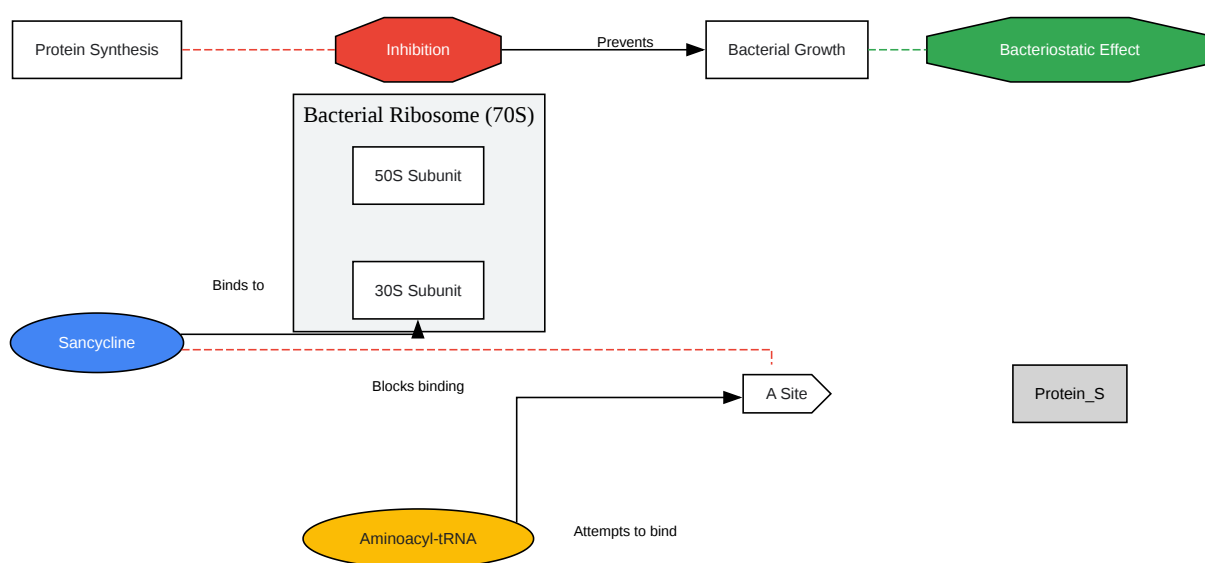 Protein Synthesis
Inhibition
Prevents
Bacterial Growth
Bacteriostatic Effect
Bacterial Ribosome (70S)
50S Subunit
30S Subunit
Binds to
Sancycline
Blocks binding
A Site
Protein_S
Aminoacyl-tRNA
Attempts to bind